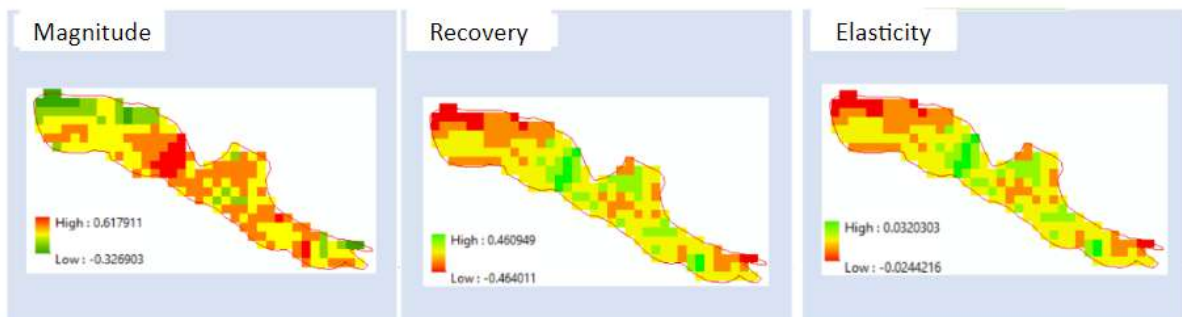 Magnitude
High : 0.617911
Low : -0.326903
Recovery
High : 0.460949
Low : -0.464011
Elasticity
High : 0.0320303
Low : -0.0244216